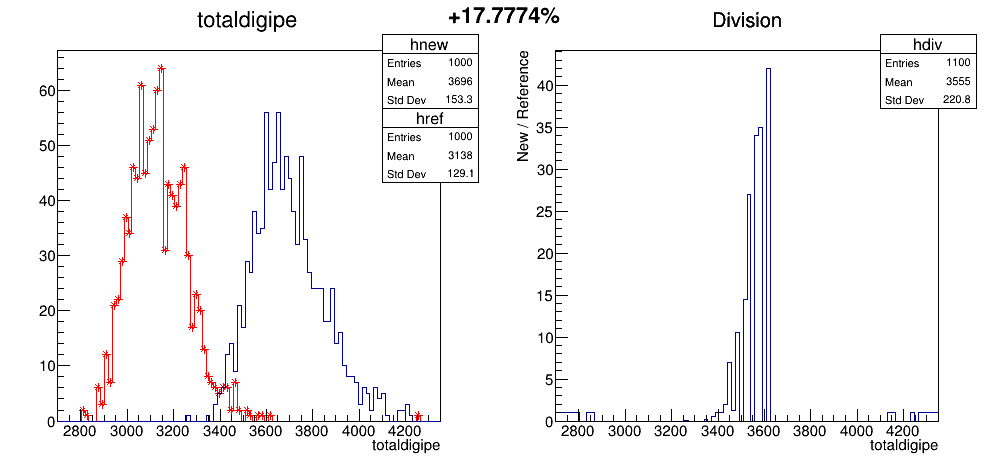 +17.7774%
totaldigipe
hnew
Entries 1000
Mean 3696
Std Dev 153.3
href
Entries 1000
Mean 3138
Std Dev 129.1
60
50
40
30
20
10
0
2800 3000 3200 3400 3600 3800 4000 4200
totaldigipe
Division
hdiv
Entries 1100
Mean 3555
Std Dev 220.8
New / Reference
40
35
30
25
20
15
10
5
0
2800 3000 3200 3400 3600 3800 4000 4200
totaldigipe